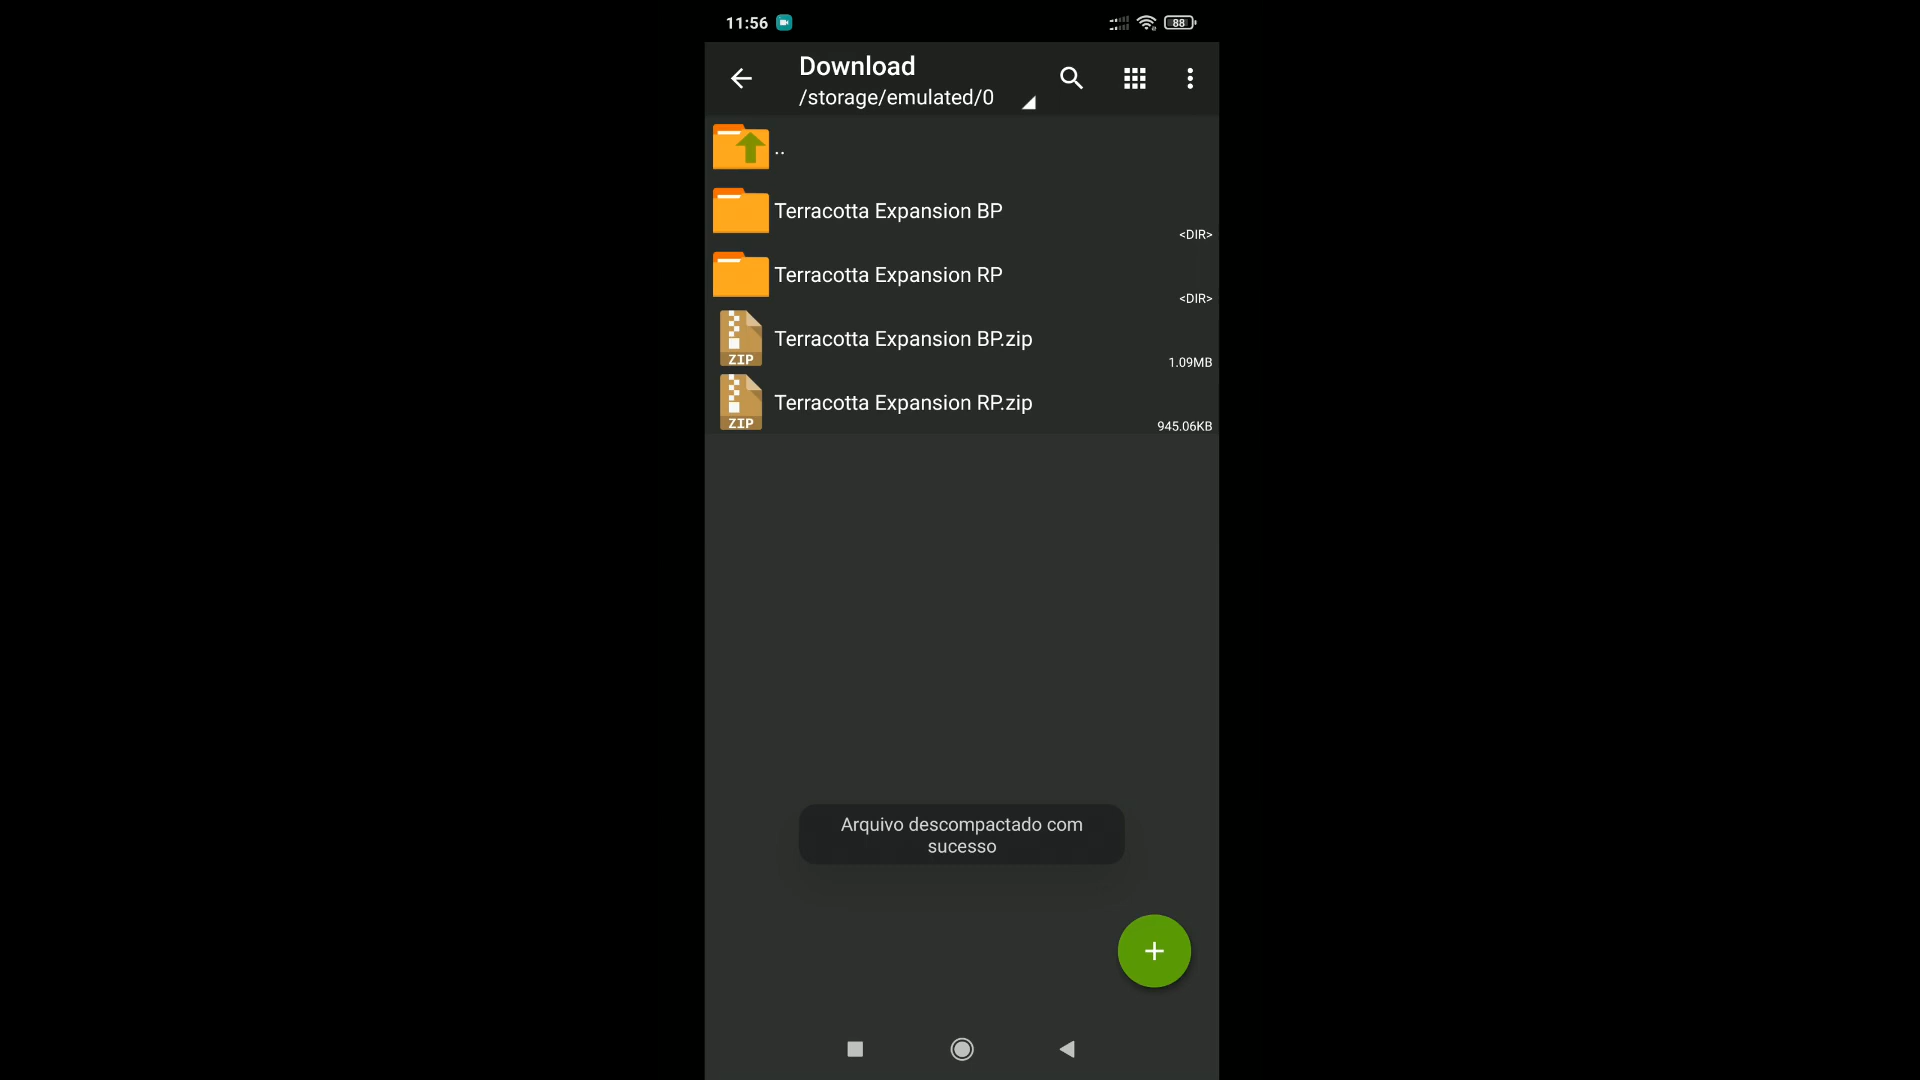 11:56
88
Download
/storage/emulated/0
..
Terracotta Expansion BP
<DIR>
Terracotta Expansion RP
<DIR>
ZIP
Terracotta Expansion BP.zip
1.09MB
ZIP
Terracotta Expansion RP.zip
945.06KB
Arquivo descompactado com
sucesso